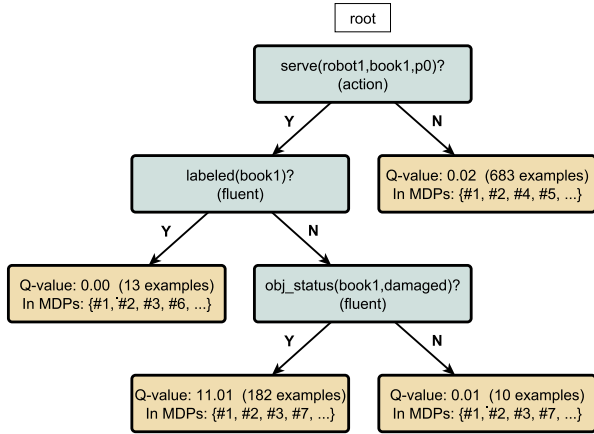 root
serve(robot1,book1,p0)?
(action)
Y
N
labeled(book1)?
(fluent)
Q-value: 0.02 (683 examples)
In MDPs: {#1, #2, #4, #5, ...}
Y
N
Q-value: 0.00 (13 examples)
In MDPs: {#1, #2, #3, #6, ...}
obj_status(book1,damaged)?
(fluent)
Y
N
Q-value: 11.01 (182 examples)
In MDPs: {#1, #2, #3, #7, ...}
Q-value: 0.01 (10 examples)
In MDPs: {#1, #2, #3, #7, ...}